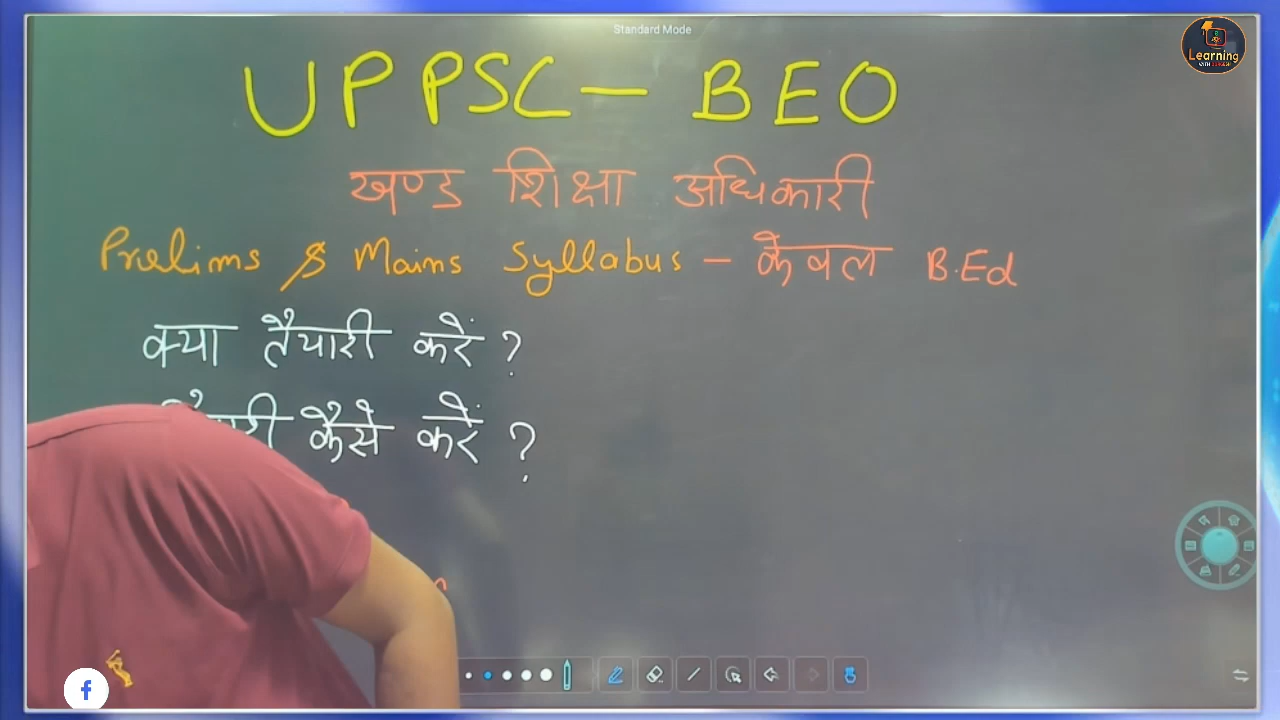 Standard Mode
Learning
UPPSC - BEO
खण्ड शिक्षा अधिकारी
Prelims & Mains Syllabus - केवल B.Ed
क्या तैयारी करें ?
कैसे करें ?
f